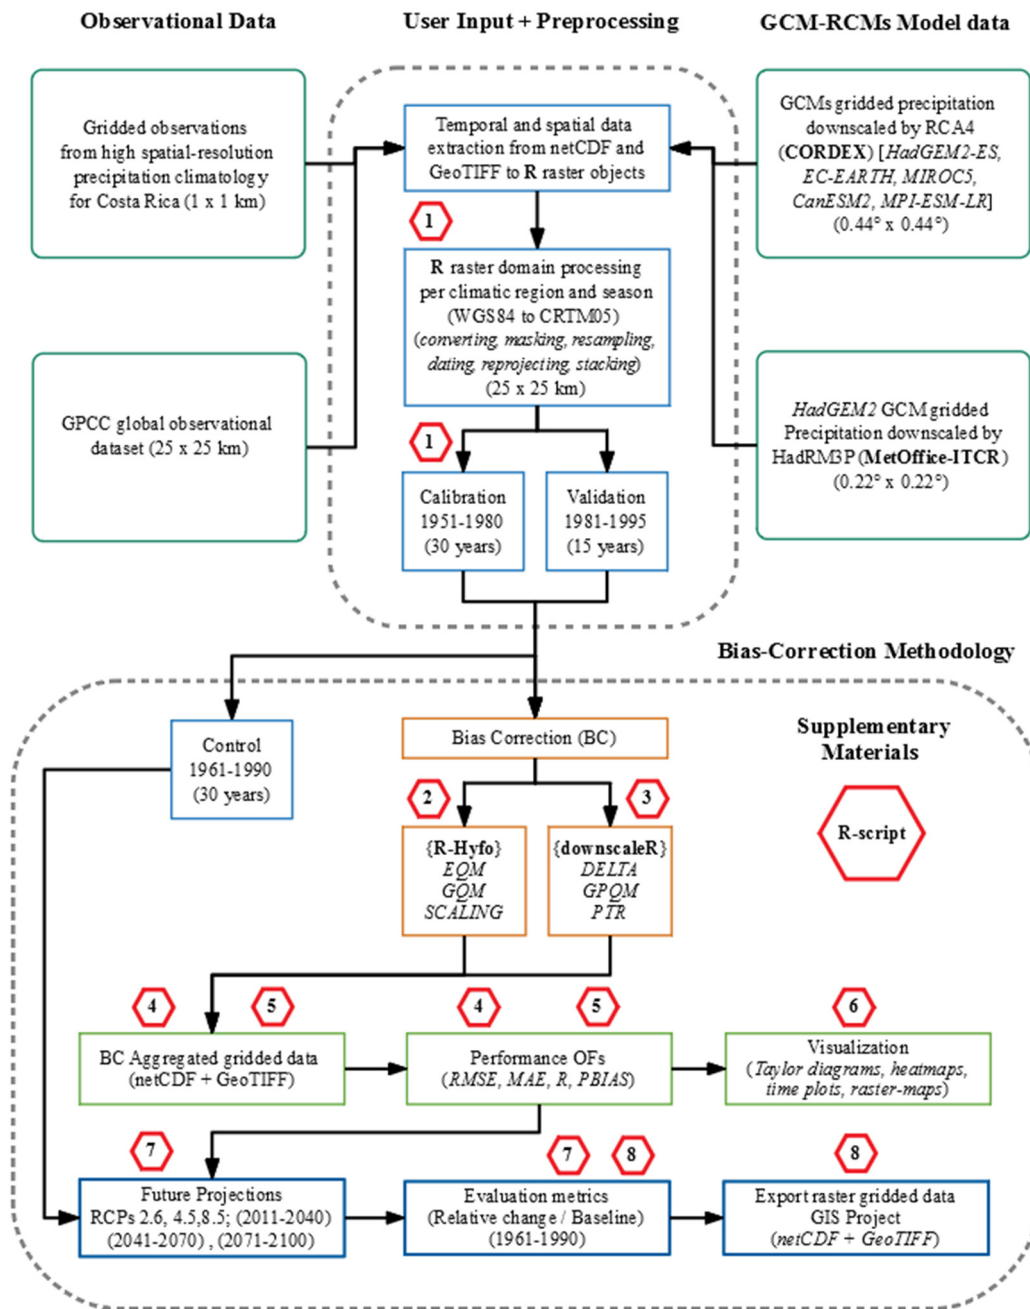 Observational Data
User Input + Preprocessing
GCM-RCMs Model data
Gridded observations
from high spatial-resolution
precipitation climatology
for Costa Rica (1 x 1 km)
Temporal and spatial data
extraction from netCDF and
GeoTIFF to R raster objects
GCMs gridded precipitation
downscaled by RCA4
(CORDEX) [HadGEM2-ES,
EC-EARTH, MIROC5,
CanESM2, MPI-ESM-LR]
(0.44° x 0.44°)
1
R raster domain processing
per climatic region and season
(WGS84 to CRTM05)
(converting, masking, resampling,
dating, reprojecting, stacking)
(25 x 25 km)
GPCC global observational
dataset (25 x 25 km)
HadGEM2 GCM gridded
Precipitation downscaled by
HadRM3P (MetOffice-ITCR)
(0.22° x 0.22°)
1
Calibration
1951-1980
(30 years)
Validation
1981-1995
(15 years)
Bias-Correction Methodology
Control
1961-1990
(30 years)
Bias Correction (BC)
Supplementary
Materials
R-script
2
3
{R-Hyfo}
EQM
GQM
SCALING
{downscaleR}
DELTA
GPQM
PTR
4
5
4
5
6
BC Aggregated gridded data
(netCDF + GeoTIFF)
Performance OFs
(RMSE, MAE, R, PBIAS)
Visualization
(Taylor diagrams, heatmaps,
time plots, raster-maps)
7
7
8
8
Future Projections
RCPs 2.6, 4.5,8.5; (2011-2040)
(2041-2070) , (2071-2100)
Evaluation metrics
(Relative change / Baseline)
(1961-1990)
Export raster gridded data
GIS Project
(netCDF + GeoTIFF)